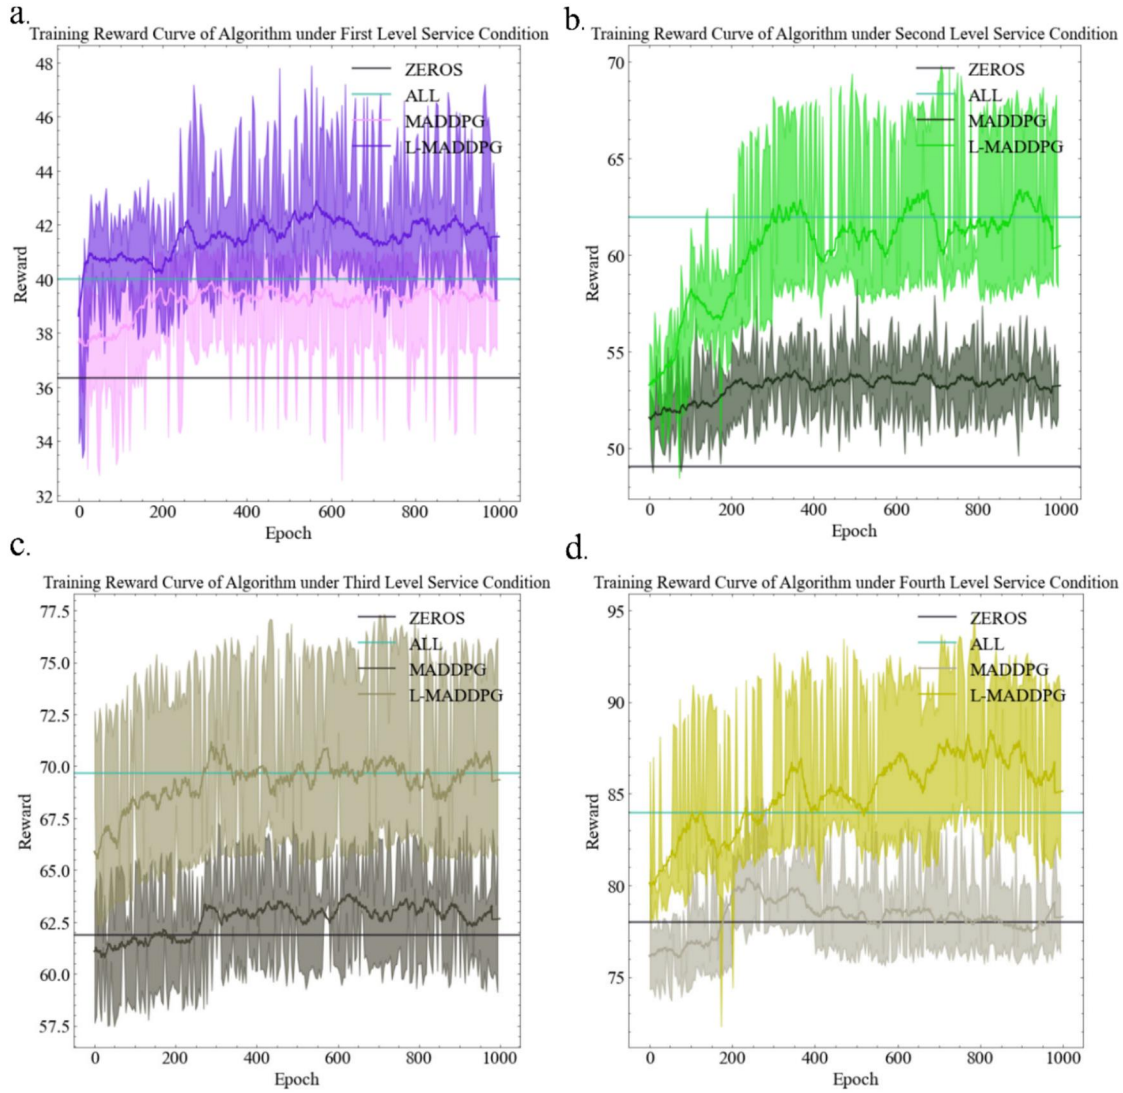 a.
Training Reward Curve of Algorithm under First Level Service Condition
48
46
44
42
40
38
36
34
32
Reward
ZEROS
ALL
MADDPG
L-MADDPG
0 200 400 600 800 1000
Epoch
b.
Training Reward Curve of Algorithm under Second Level Service Condition
70
65
60
55
50
Reward
ZEROS
ALL
MADDPG
L-MADDPG
0 200 400 600 800 1000
Epoch
c.
Training Reward Curve of Algorithm under Third Level Service Condition
77.5
75.0
72.5
70.0
67.5
65.0
62.5
60.0
57.5
Reward
ZEROS
ALL
MADDPG
L-MADDPG
0 200 400 600 800 1000
Epoch
d.
Training Reward Curve of Algorithm under Fourth Level Service Condition
95
90
85
80
75
Reward
ZEROS
ALL
MADDPG
L-MADDPG
0 200 400 600 800 1000
Epoch